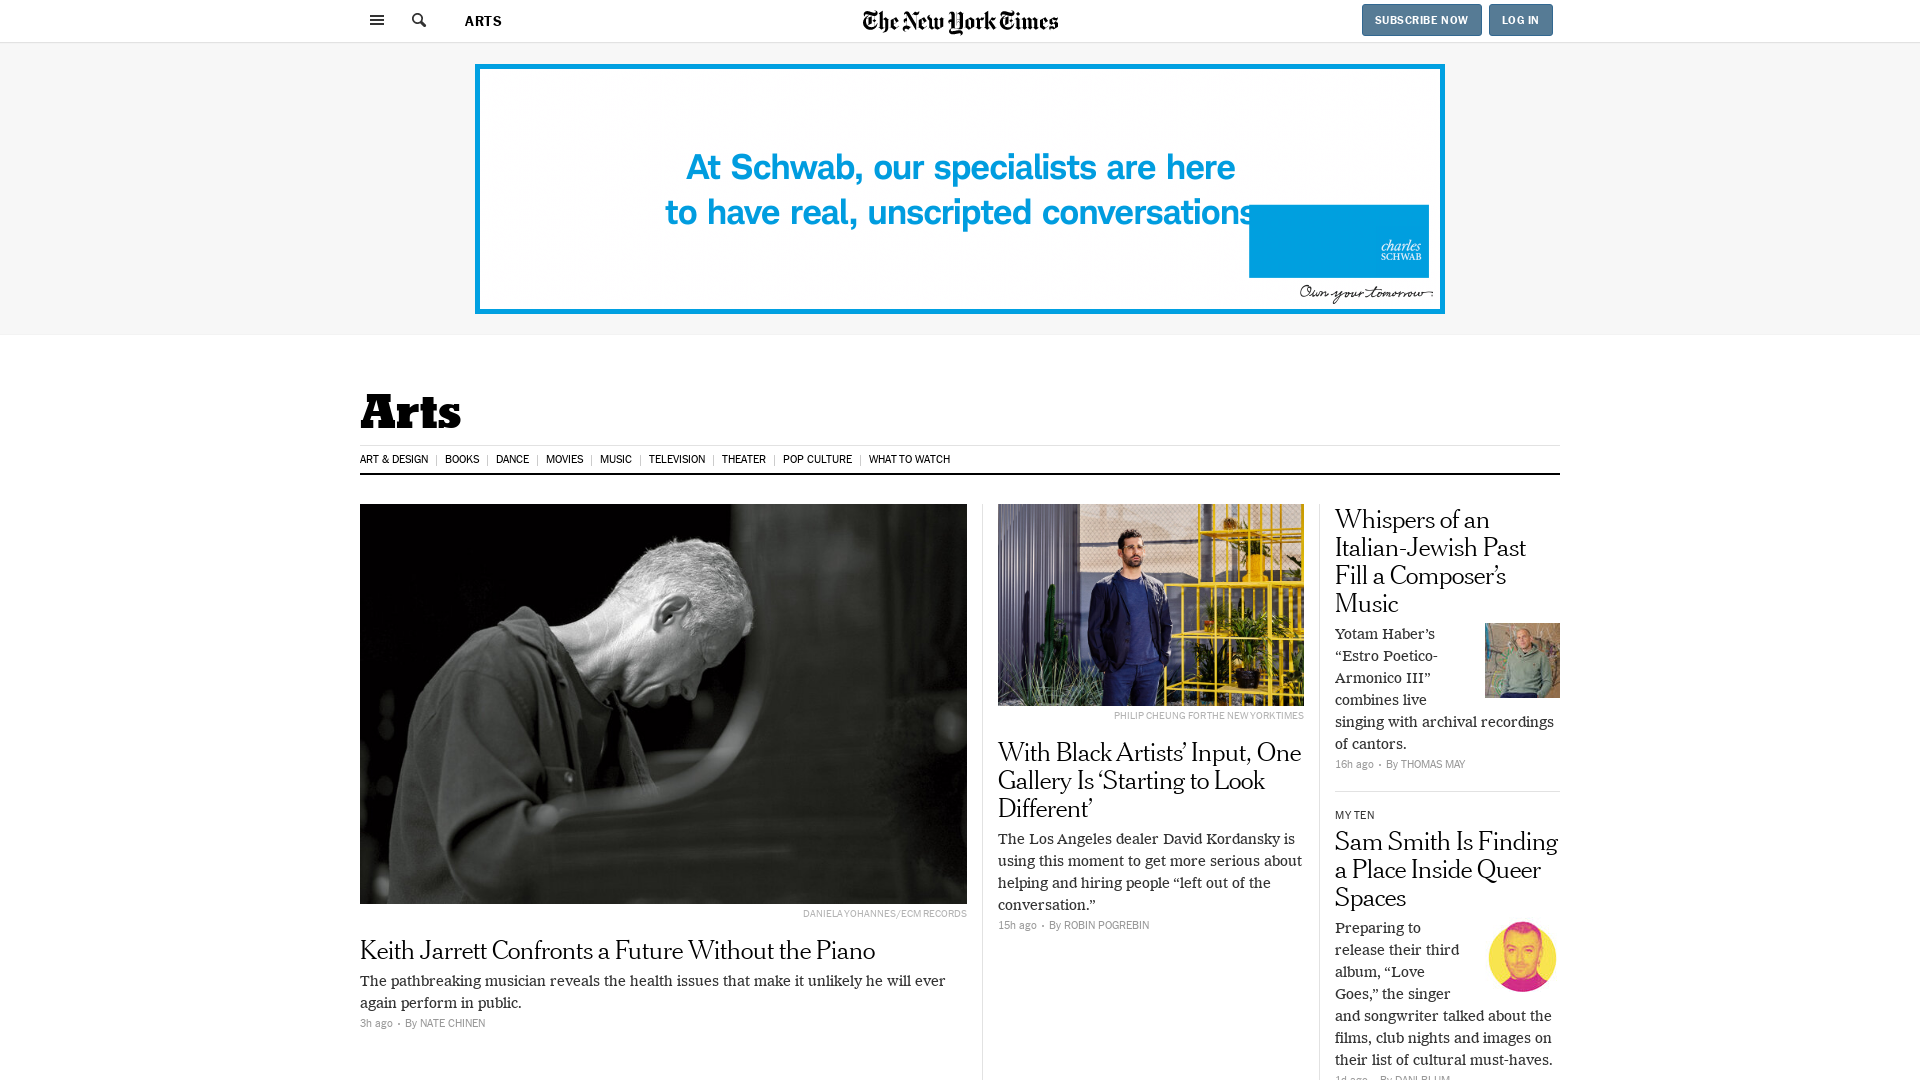 ARTS
The New York Times
SUBSCRIBE NOW
LOG IN
At Schwab, our specialists are here
to have real, unscripted conversations
charles
SCHWAB
Own your tomorrow.
Arts
ART & DESIGN
BOOKS
DANCE
MOVIES
MUSIC
TELEVISION
THEATER
POP CULTURE
WHAT TO WATCH
DANIELA YOHANNES/ECM RECORDS
Keith Jarrett Confronts a Future Without the Piano
The pathbreaking musician reveals the health issues that make it unlikely he will ever
again perform in public.
3h ago • By NATE CHINEN
PHILIP CHEUNG FOR THE NEW YORK TIMES
With Black Artists’ Input, One
Gallery Is ‘Starting to Look
Different’
The Los Angeles dealer David Kordansky is
using this moment to get more serious about
helping and hiring people “left out of the
conversation.”
15h ago • By ROBIN POGREBIN
Whispers of an
Italian-Jewish Past
Fill a Composer’s
Music
Yotam Haber’s
“Estro Poetico-
Armonico III”
combines live
singing with archival recordings
of cantors.
16h ago • By THOMAS MAY
MY TEN
Sam Smith Is Finding
a Place Inside Queer
Spaces
Preparing to
release their third
album, “Love
Goes,” the singer
and songwriter talked about the
films, club nights and images on
their list of cultural must-haves.
1d ago • By DANI BLUM